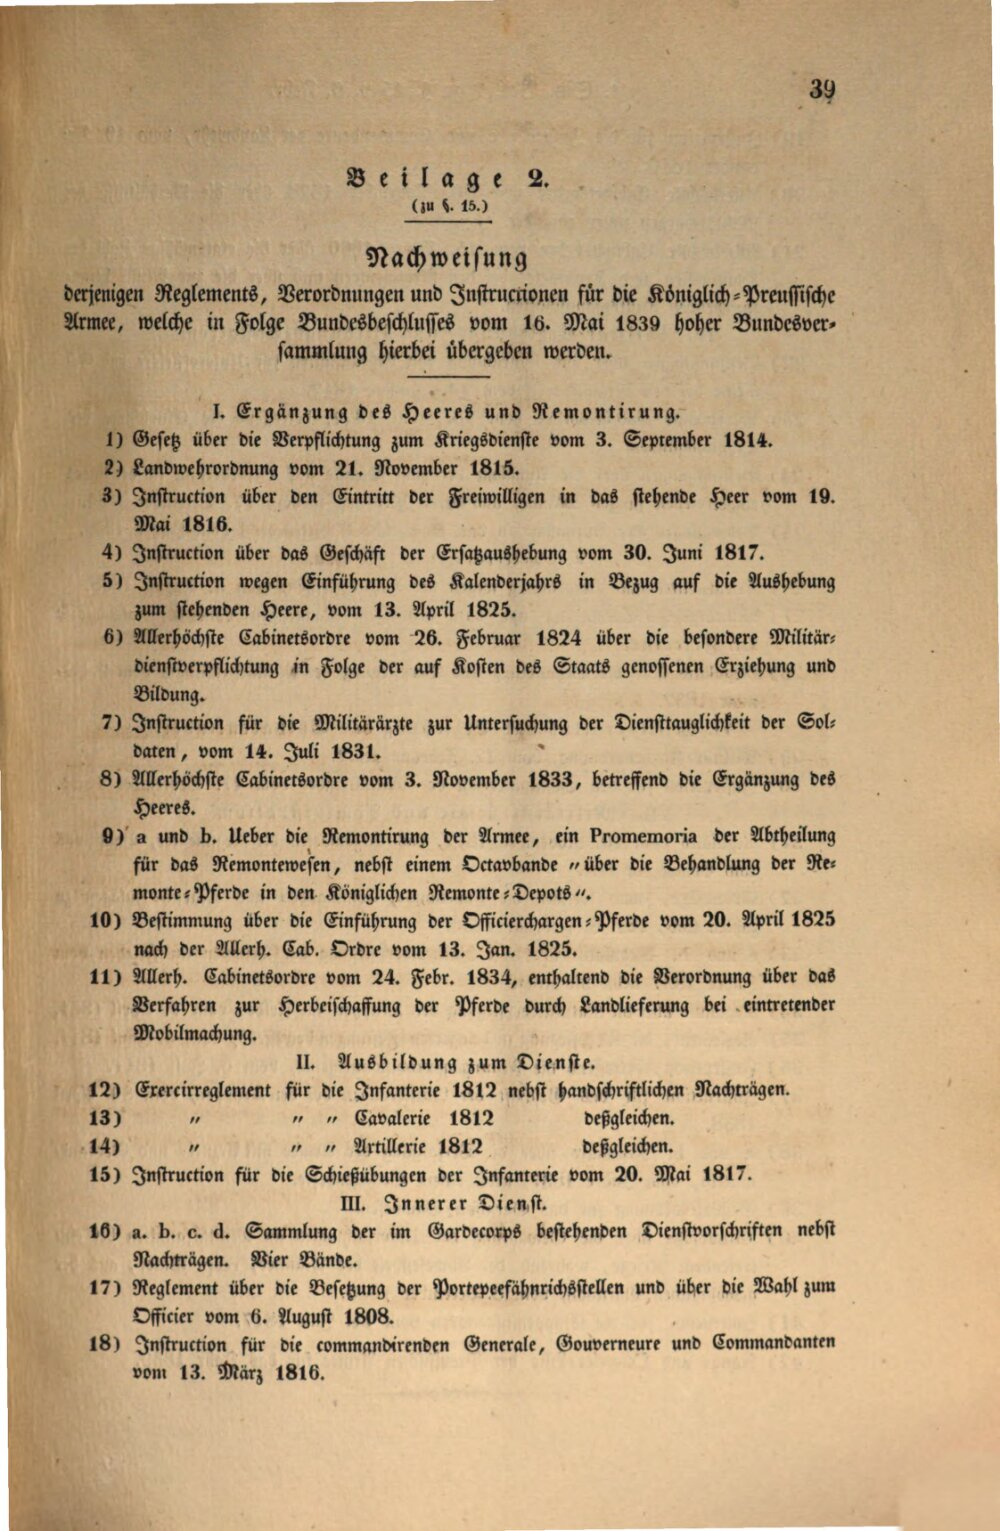 39
Beilage 2.
(zu §. 15.)
Nachweisung
derjenigen Reglements, Verordnungen und Instructionen für die Königlich-Preussische
Armee, welche in Folge Bundesbeschlusses vom 16. Mai 1839 hoher Bundesver-
sammlung hierbei übergeben werden.
I. Ergänzung des Heeres und Remontirung.
1) Gesetz über die Verpflichtung zum Kriegsdienste vom 3. September 1814.
2) Landwehrordnung vom 21. November 1815.
3) Instruction über den Eintritt der Freiwilligen in das stehende Heer vom 19.
Mai 1816.
4) Instruction über das Geschäft der Ersatzaushebung vom 30. Juni 1817.
5) Instruction wegen Einführung des Kalenderjahrs in Bezug auf die Aushebung
zum stehenden Heere, vom 13. April 1825.
6) Allerhöchste Cabinetsordre vom 26. Februar 1824 über die besondere Militär-
dienstverpflichtung in Folge der auf Kosten des Staats genossenen Erziehung und
Bildung.
7) Instruction für die Militärärzte zur Untersuchung der Diensttauglichkeit der Sol-
daten, vom 14. Juli 1831.
8) Allerhöchste Cabinetsordre vom 3. November 1833, betreffend die Ergänzung des
Heeres.
9) a und b. Ueber die Remontirung der Armee, ein Promemoria der Abtheilung
für das Remontewesen, nebst einem Octavbande „über die Behandlung der Re-
monte-Pferde in den Königlichen Remonte-Depots".
10) Bestimmung über die Einführung der Officierchargen-Pferde vom 20. April 1825
nach der Allerh. Cab. Ordre vom 13. Jan. 1825.
11) Allerh. Cabinetsordre vom 24. Febr. 1834, enthaltend die Verordnung über das
Verfahren zur Herbeischaffung der Pferde durch Landlieferung bei eintretender
Mobilmachung.
II. Ausbildung zum Dienste.
12) Exercirreglement für die Infanterie 1812 nebst handschriftlichen Nachträgen.
13) " " " Cavalerie 1812 deßgleichen.
14) " " " Artillerie 1812 deßgleichen.
15) Instruction für die Schießübungen der Infanterie vom 20. Mai 1817.
III. Innerer Dienst.
16) a. b. c. d. Sammlung der im Gardecorps bestehenden Dienstvorschriften nebst
Nachträgen. Vier Bände.
17) Reglement über die Besetzung der Portepeefähnrichsstellen und über die Wahl zum
Officier vom 6. August 1808.
18) Instruction für die commandirenden Generale, Gouverneure und Commandanten
vom 13. März 1816.